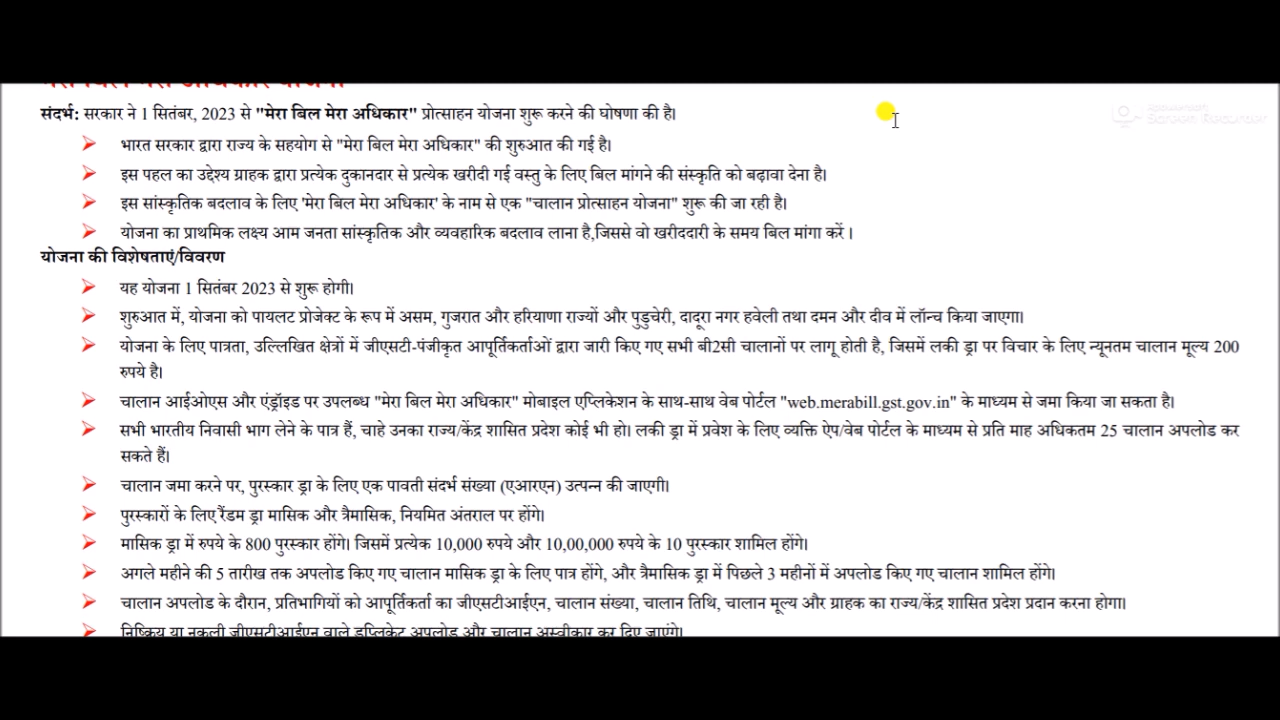 संदर्भ: सरकार ने 1 सितंबर, 2023 से "मेरा बिल मेरा अधिकार" प्रोत्साहन योजना शुरू करने की घोषणा की है।
भारत सरकार द्वारा राज्य के सहयोग से "मेरा बिल मेरा अधिकार" की शुरुआत की गई है।
इस पहल का उद्देश्य ग्राहक द्वारा प्रत्येक दुकानदार से प्रत्येक खरीदी गई वस्तु के लिए बिल मांगने की संस्कृति को बढ़ावा देना है।
इस सांस्कृतिक बदलाव के लिए 'मेरा बिल मेरा अधिकार' के नाम से एक "चालान प्रोत्साहन योजना" शुरू की जा रही है।
योजना का प्राथमिक लक्ष्य आम जनता सांस्कृतिक और व्यवहारिक बदलाव लाना है,जिससे वो खरीददारी के समय बिल मांगा करें ।
योजना की विशेषताएं/विवरण
यह योजना 1 सितंबर 2023 से शुरू होगी।
शुरुआत में, योजना को पायलट प्रोजेक्ट के रूप में असम, गुजरात और हरियाणा राज्यों और पुडुचेरी, दादूरा नगर हवेली तथा दमन और दीव में लॉन्च किया जाएगा।
योजना के लिए पात्रता, उल्लिखित क्षेत्रों में जीएसटी-पंजीकृत आपूर्तिकर्ताओं द्वारा जारी किए गए सभी बी2सी चालानों पर लागू होती है, जिसमें लकी ड्रा पर विचार के लिए न्यूनतम चालान मूल्य 200
रुपये है।
चालान आईओएस और एंड्रॉइड पर उपलब्ध "मेरा बिल मेरा अधिकार" मोबाइल एप्लिकेशन के साथ-साथ वेब पोर्टल "web.merabill.gst.gov.in" के माध्यम से जमा किया जा सकता है।
सभी भारतीय निवासी भाग लेने के पात्र हैं, चाहे उनका राज्य/केंद्र शासित प्रदेश कोई भी हो। लकी ड्रा में प्रवेश के लिए व्यक्ति ऐप/वेब पोर्टल के माध्यम से प्रति माह अधिकतम 25 चालान अपलोड कर
सकते हैं।
चालान जमा करने पर, पुरस्कार ड्रा के लिए एक पावती संदर्भ संख्या (एआरएन) उत्पन्न की जाएगी।
पुरस्कारों के लिए रैंडम ड्रा मासिक और त्रैमासिक, नियमित अंतराल पर होंगे।
मासिक ड्रा में रुपये के 800 पुरस्कार होंगे। जिसमें प्रत्येक 10,000 रुपये और 10,00,000 रुपये के 10 पुरस्कार शामिल होंगे।
अगले महीने की 5 तारीख तक अपलोड किए गए चालान मासिक ड्रा के लिए पात्र होंगे, और त्रैमासिक ड्रा में पिछले 3 महीनों में अपलोड किए गए चालान शामिल होंगे।
चालान अपलोड के दौरान, प्रतिभागियों को आपूर्तिकर्ता का जीएसटीआईएन, चालान संख्या, चालान तिथि, चालान मूल्य और ग्राहक का राज्य/केंद्र शासित प्रदेश प्रदान करना होगा।
निष्क्रिय या नकली जीएसटीआईएन वाले डुप्लिकेट अपलोड और चालान अस्वीकार कर दिए जाएंगे।